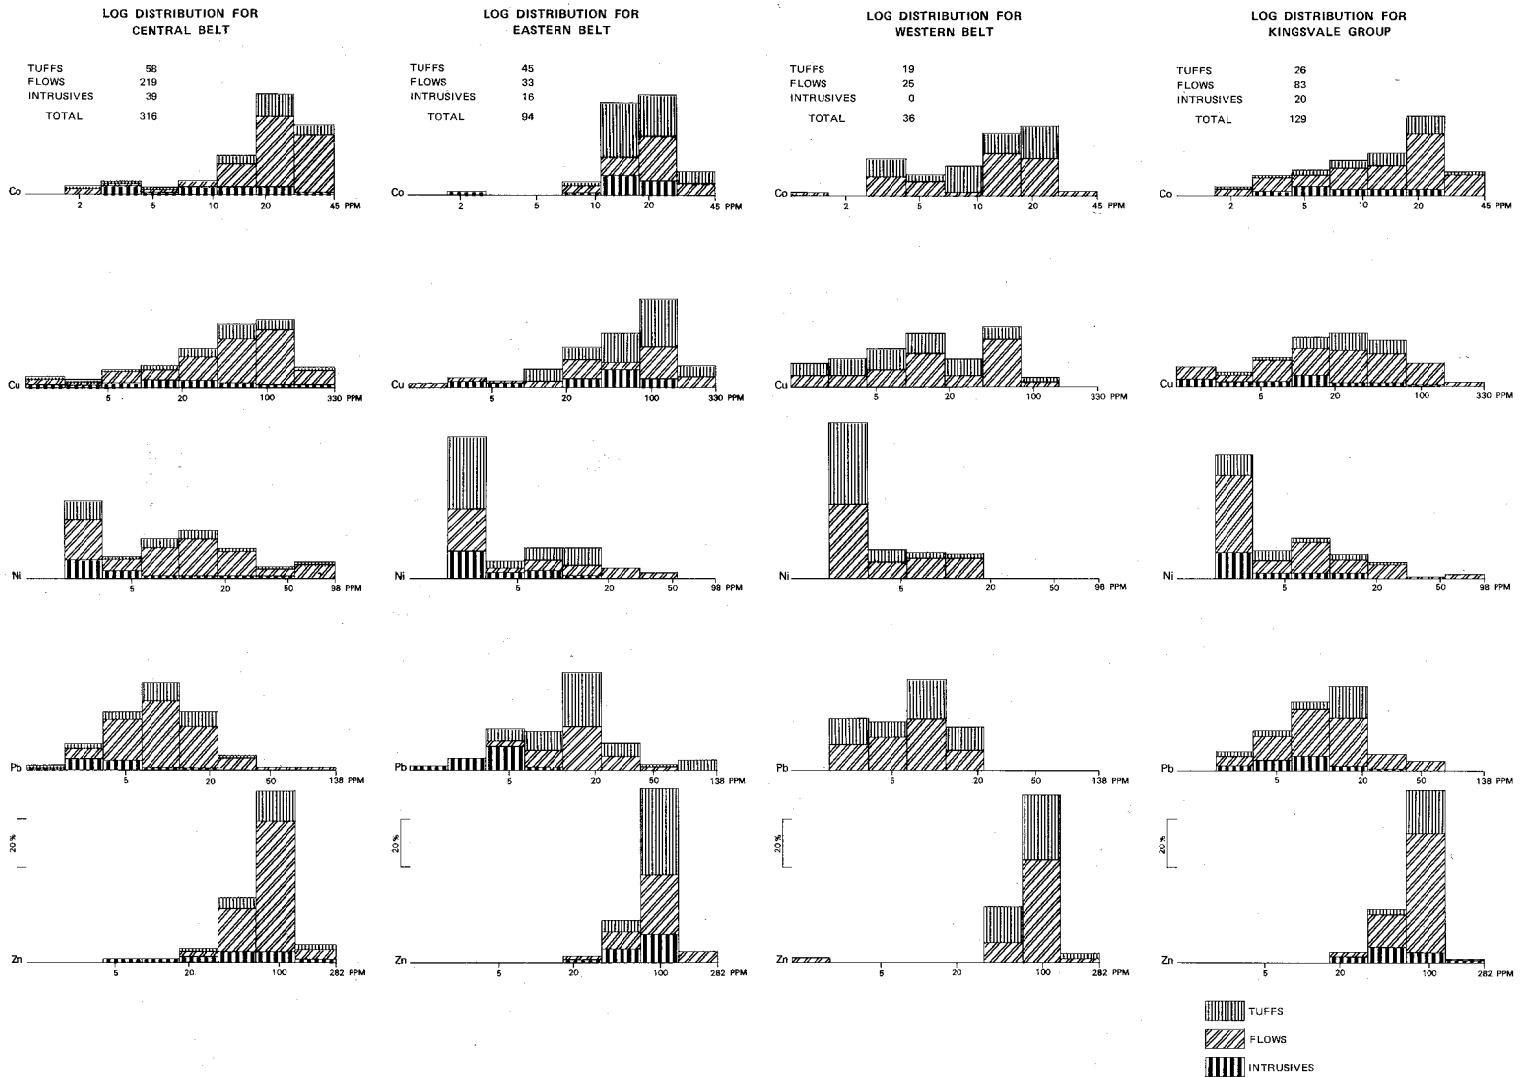 LOG DISTRIBUTION FOR
CENTRAL BELT
TUFFS 58
FLOWS 219
INTRUSIVES 39
TOTAL 316
Co 2 5 10 20 45 PPM
Cu 5 20 100 330 PPM
Ni 5 20 50 98 PPM
Pb 5 20 50 138 PPM
20%
Zn 5 20 100 282 PPM
LOG DISTRIBUTION FOR
EASTERN BELT
TUFFS 45
FLOWS 33
INTRUSIVES 16
TOTAL 94
Co 2 5 10 20 45 PPM
Cu 5 20 100 330 PPM
Ni 5 20 50 98 PPM
Pb 5 20 50 138 PPM
20%
Zn 5 20 100 282 PPM
LOG DISTRIBUTION FOR
WESTERN BELT
TUFFS 19
FLOWS 25
INTRUSIVES 0
TOTAL 36
Co 2 5 10 20 45 PPM
Cu 5 20 100 330 PPM
Ni 5 20 50 98 PPM
Pb 5 20 50 138 PPM
20%
Zn 5 20 100 282 PPM
LOG DISTRIBUTION FOR
KINGSVALE GROUP
TUFFS 26
FLOWS 83
INTRUSIVES 20
TOTAL 129
Co 2 5 10 20 45 PPM
Cu 5 20 100 330 PPM
Ni 5 20 50 98 PPM
Pb 5 20 50 138 PPM
20%
Zn 5 20 100 282 PPM
TUFFS
FLOWS
INTRUSIVES